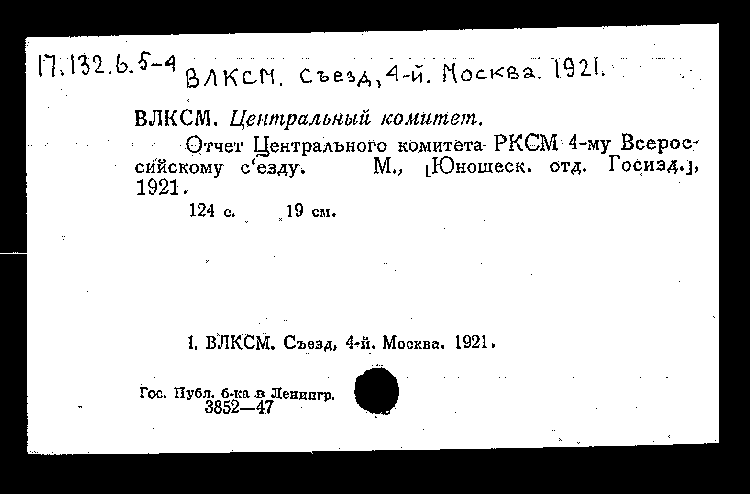 17.132.6.5-4 ВЛКСМ. Съезд, 4-й. Москва. 1921.
ВЛКСМ. Центральный комитет.
Отчет Центрального комитета РКСМ 4-му Всерос-
сийскому с‘езду. М., [Юношеск. отд. Госизд.],
1921.
124 с. 19 см.
1. ВЛКСМ. Съезд, 4-й. Москва. 1921.
Гос. Публ. б-ка в Ленингр.
3852—47